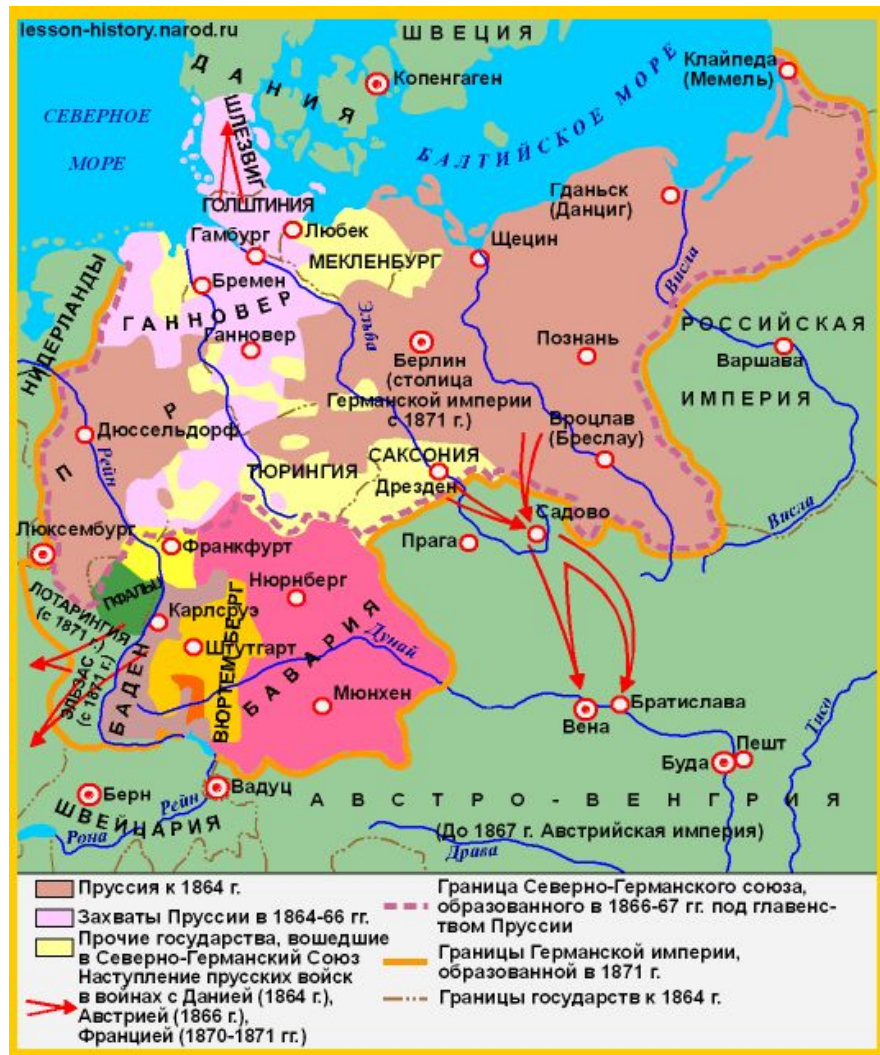 lesson-history.narod.ru
ШВЕЦИЯ
ДАНИЯ
Копенгаген
Клайпеда
(Мемель)
СЕВЕРНОЕ
МОРЕ
БАЛТИЙСКОЕ МОРЕ
ШЛЕЗВИГ
ГОЛШТИНИЯ
Гданьск
(Данциг)
Любек
Гамбург
Щецин
МЕКЛЕНБУРГ
Бремен
Висла
НИДЕРЛАНДЫ
ГАННОВЕР
Эльба
Ганновер
РОССИЙСКАЯ
ИМПЕРИЯ
Варшава
Познань
Берлин
(столица
Германской империи
с 1871 г.)
ПР
Дюссельдорф
Рейн
Вроцлав
(Бреслау)
ТЮРИНГИЯ
САКСОНИЯ
Дрезден
Садово
Висла
Люксембург
Прага
Франкфурт
ПФАЛЬЦ
Нюрнберг
ЛОТАРИНГИЯ
(с 1871 г.)
Карлсруэ
Штутгарт
ЭЛЬЗАС
(с 1871 г.)
БАДЕН
ВЮРТЕМБЕРГ
БАВАРИЯ
Дунай
Мюнхен
Братислава
Вена
Тисо
Пешт
Буда
Берн
Вадуц
Рейн
ШВЕЙЦАРИЯ
Рона
АВСТРО-ВЕНГРИЯ
(До 1867 г. Австрийская империя)
Драва
Пруссия к 1864 г.
Захваты Пруссии в 1864-66 гг.
Прочие государства, вошедшие
в Северно-Германский Союз
Наступление прусских войск
в войнах с Данией (1864 г.),
Австрией (1866 г.),
Францией (1870-1871 гг.)
Граница Северно-Германского союза,
образованного в 1866-67 гг. под главенс-
твом Пруссии
Границы Германской империи,
образованной в 1871 г.
Границы государств к 1864 г.